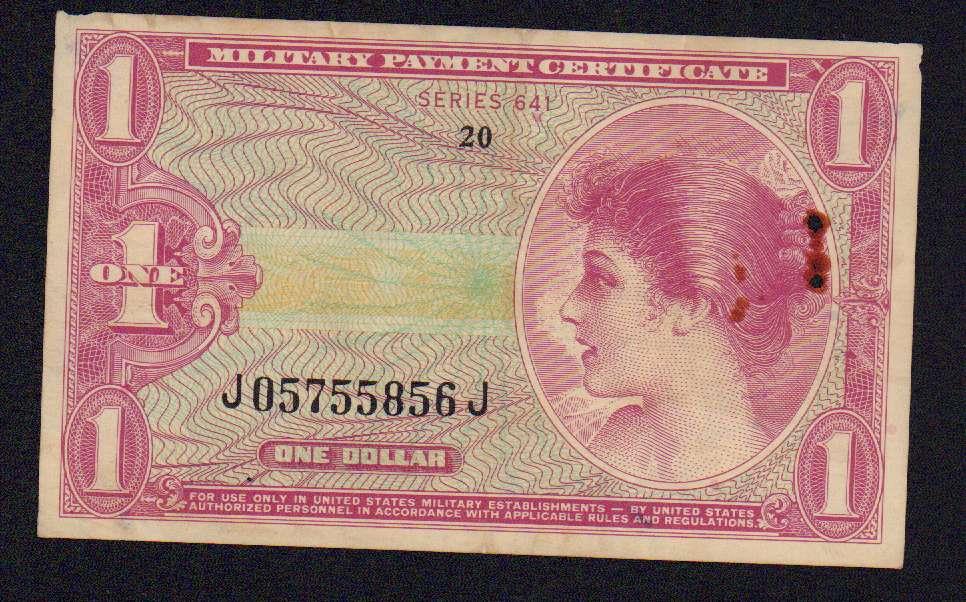 1 MILITARY PAYMENT CERTIFICATE 1
SERIES 641
20
1
ONE
J05755856J
ONE DOLLAR
1 1
FOR USE ONLY IN UNITED STATES MILITARY ESTABLISHMENTS — BY UNITED STATES
AUTHORIZED PERSONNEL IN ACCORDANCE WITH APPLICABLE RULES AND REGULATIONS.